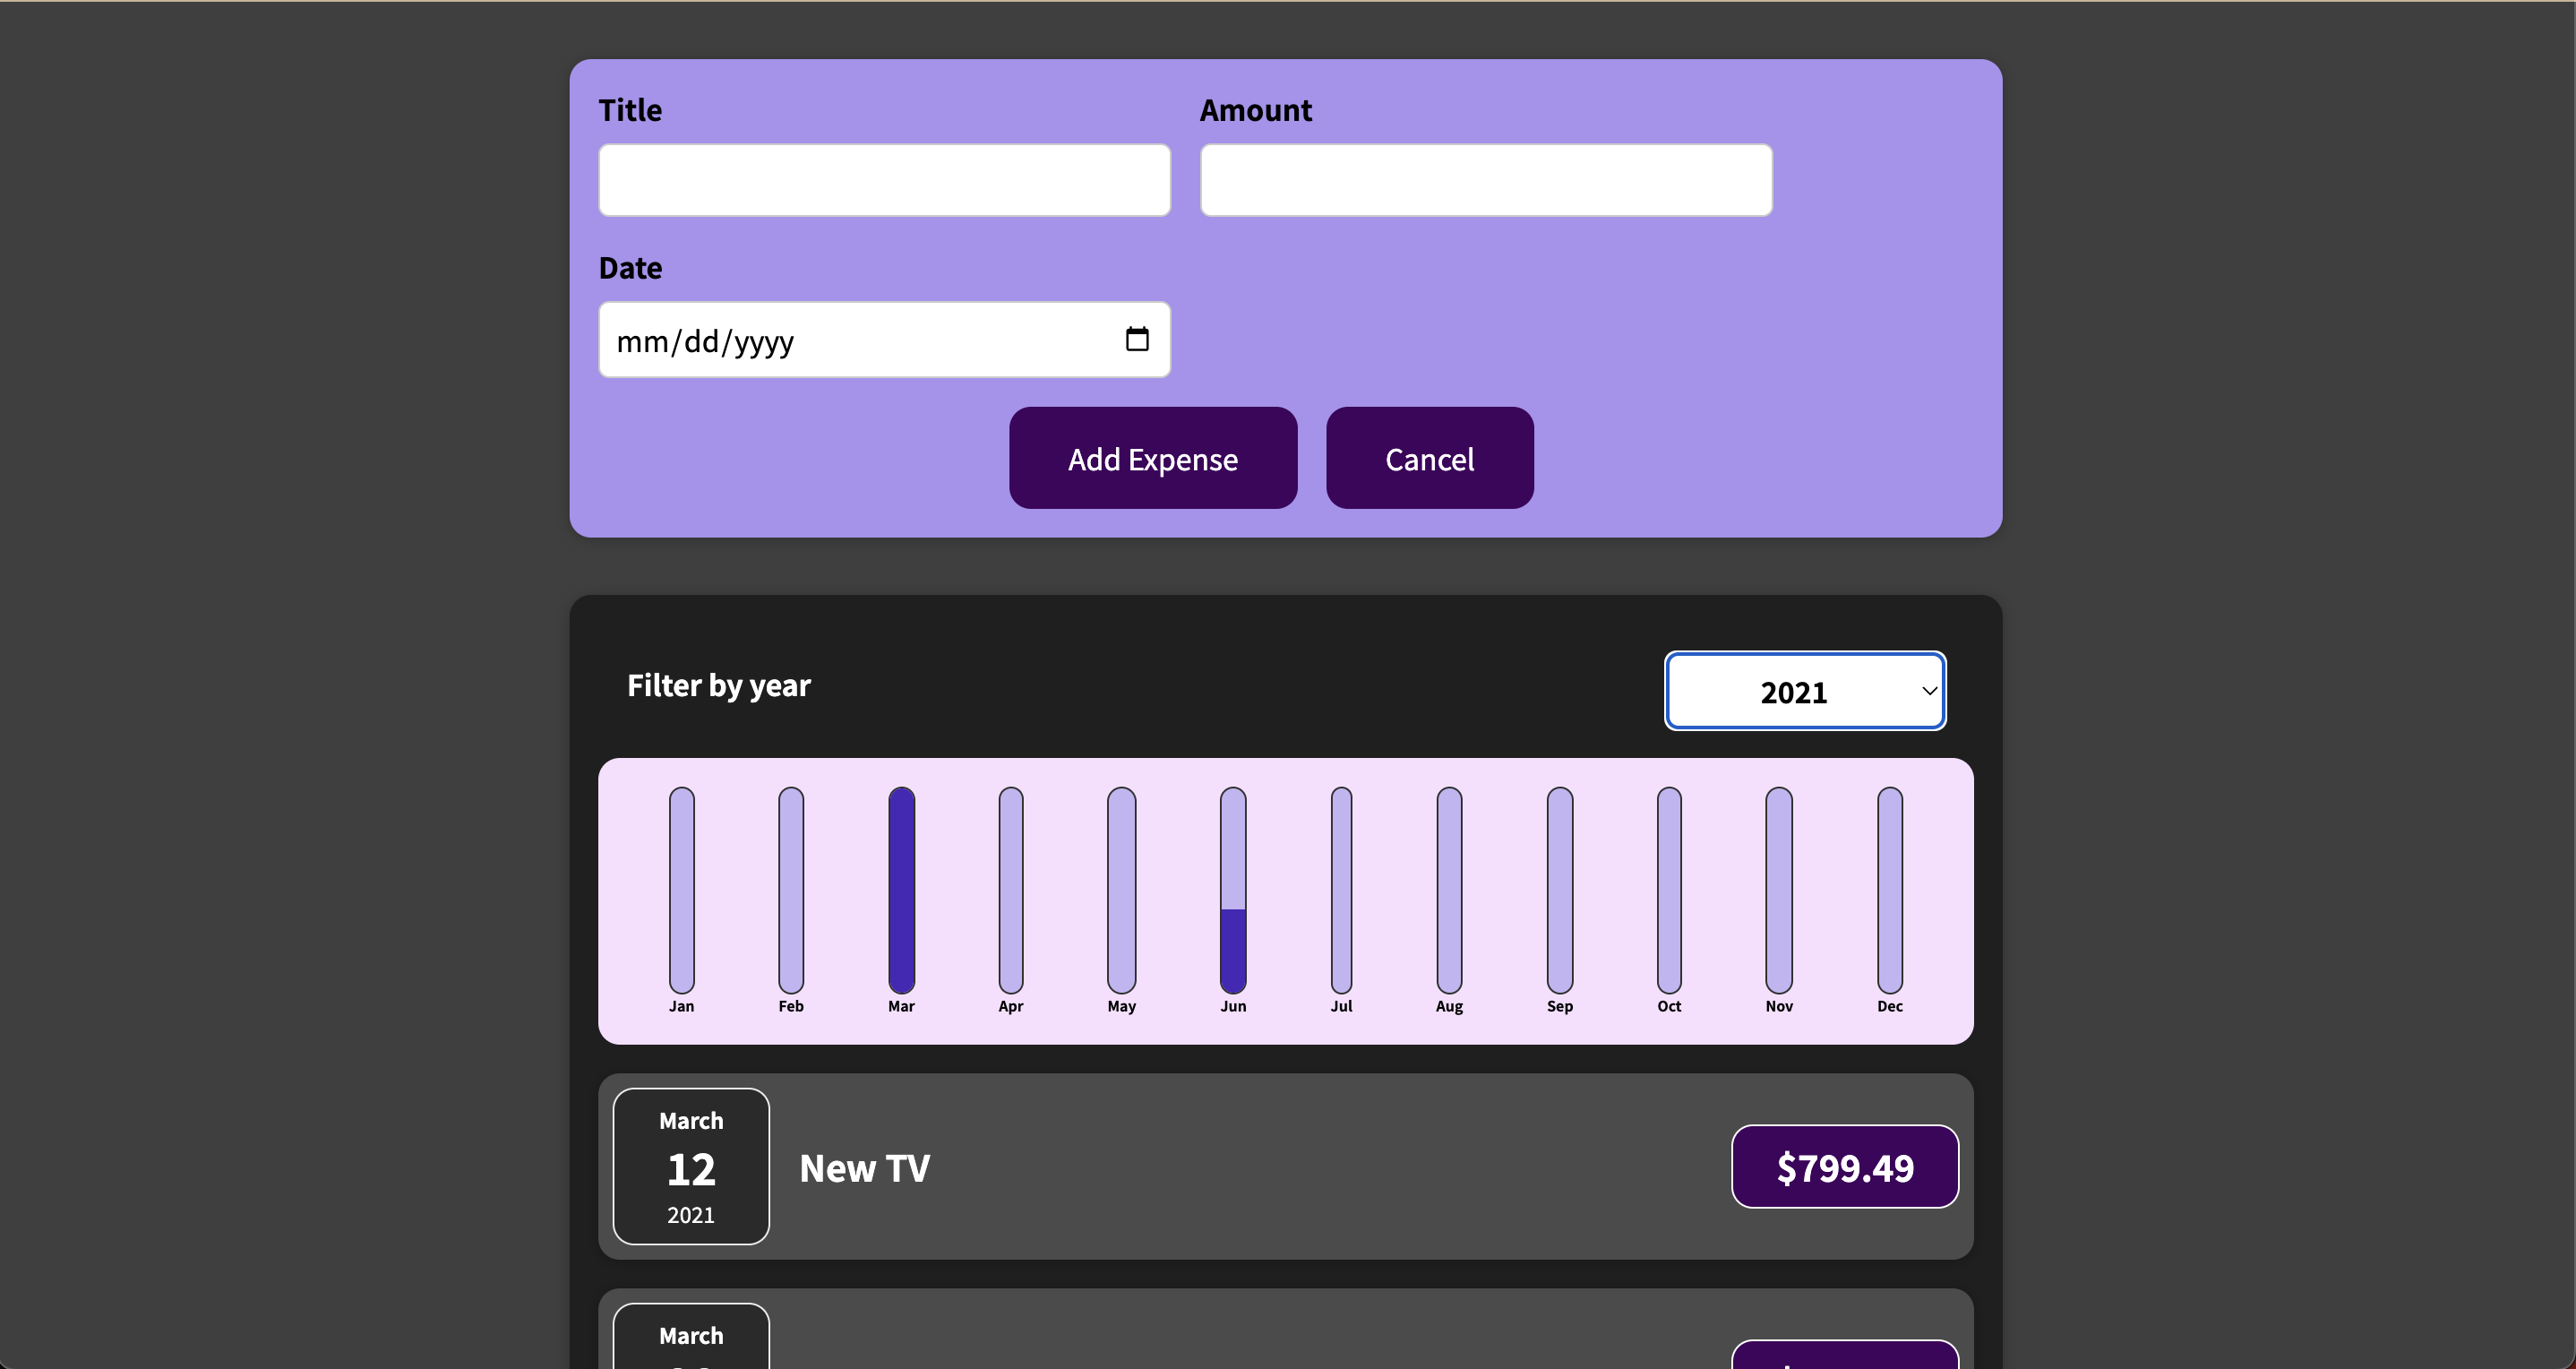 Title Amount
Date
mm/dd/yyyy
Add Expense Cancel
Filter by year 2021
Jan Feb Mar Apr May Jun Jul Aug Sep Oct Nov Dec
March
12
2021
New TV
$799.49
March